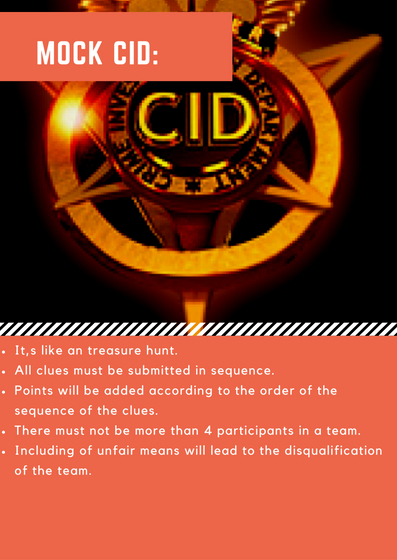 MOCK CID:
CID
CRIME INVES
DEPARTMENT
• It,s like an treasure hunt.
• All clues must be submitted in sequence.
• Points will be added according to the order of the
sequence of the clues.
• There must not be more than 4 participants in a team.
• Including of unfair means will lead to the disqualification
of the team.